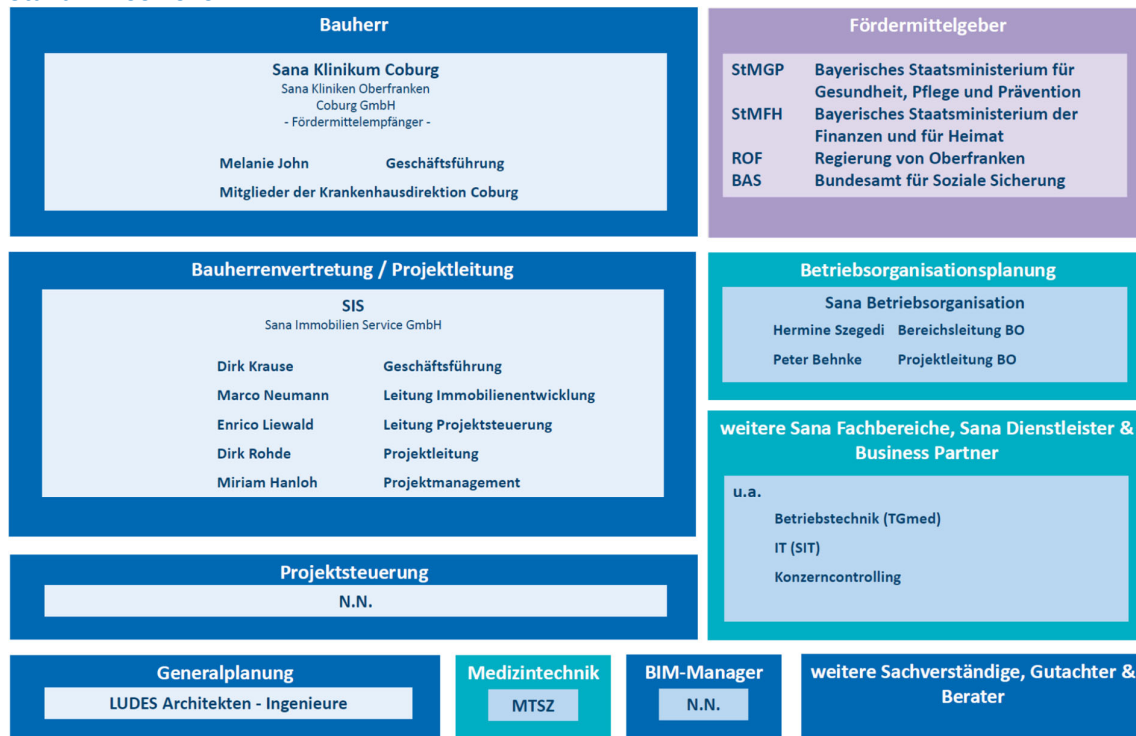 Bauherr
Sana Klinikum Coburg
Sana Kliniken Oberfranken
Coburg GmbH
- Fördermittelempfänger -
Melanie John Geschäftsführung
Mitglieder der Krankenhausdirektion Coburg
Fördermittelgeber
StMGP Bayerisches Staatsministerium für
Gesundheit, Pflege und Prävention
StMFH Bayerisches Staatsministerium der
Finanzen und für Heimat
ROF Regierung von Oberfranken
BAS Bundesamt für Soziale Sicherung
Bauherrenvertretung / Projektleitung
SIS
Sana Immobilien Service GmbH
Dirk Krause Geschäftsführung
Marco Neumann Leitung Immobilienentwicklung
Enrico Liewald Leitung Projektsteuerung
Dirk Rohde Projektleitung
Miriam Hanloh Projektmanagement
Betriebsorganisationsplanung
Sana Betriebsorganisation
Hermine Szegedi Bereichsleitung BO
Peter Behnke Projektleitung BO
weitere Sana Fachbereiche, Sana Dienstleister &
Business Partner
u.a.
Betriebstechnik (TGmed)
IT (SIT)
Konzerncontrolling
Projektsteuerung
N.N.
Generalplanung
LUDES Architekten - Ingenieure
Medizintechnik
MTSZ
BIM-Manager
N.N.
weitere Sachverständige, Gutachter &
Berater